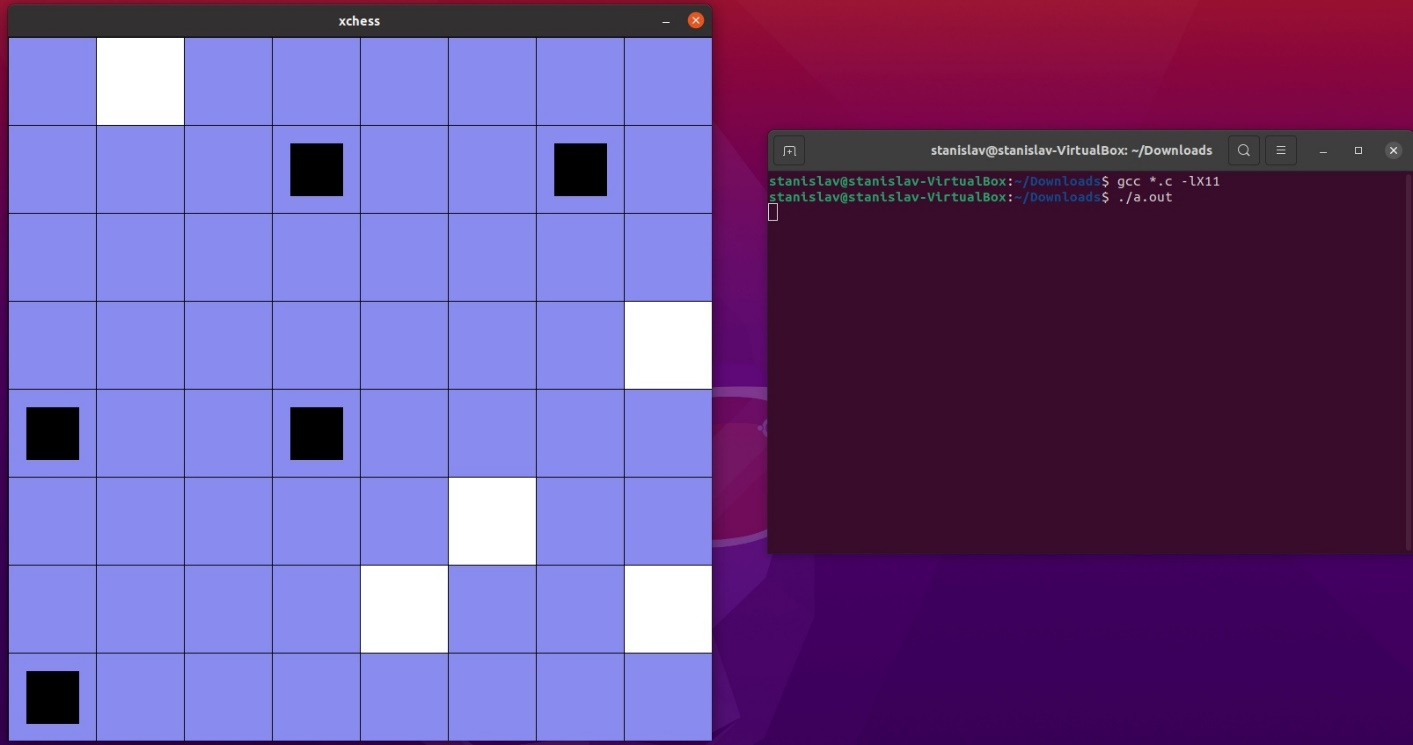 xchess
stanislav@stanislav-VirtualBox: ~/Downloads
stanislav@stanislav-VirtualBox:~/Downloads$ gcc *.c -lX11
stanislav@stanislav-VirtualBox:~/Downloads$ ./a.out